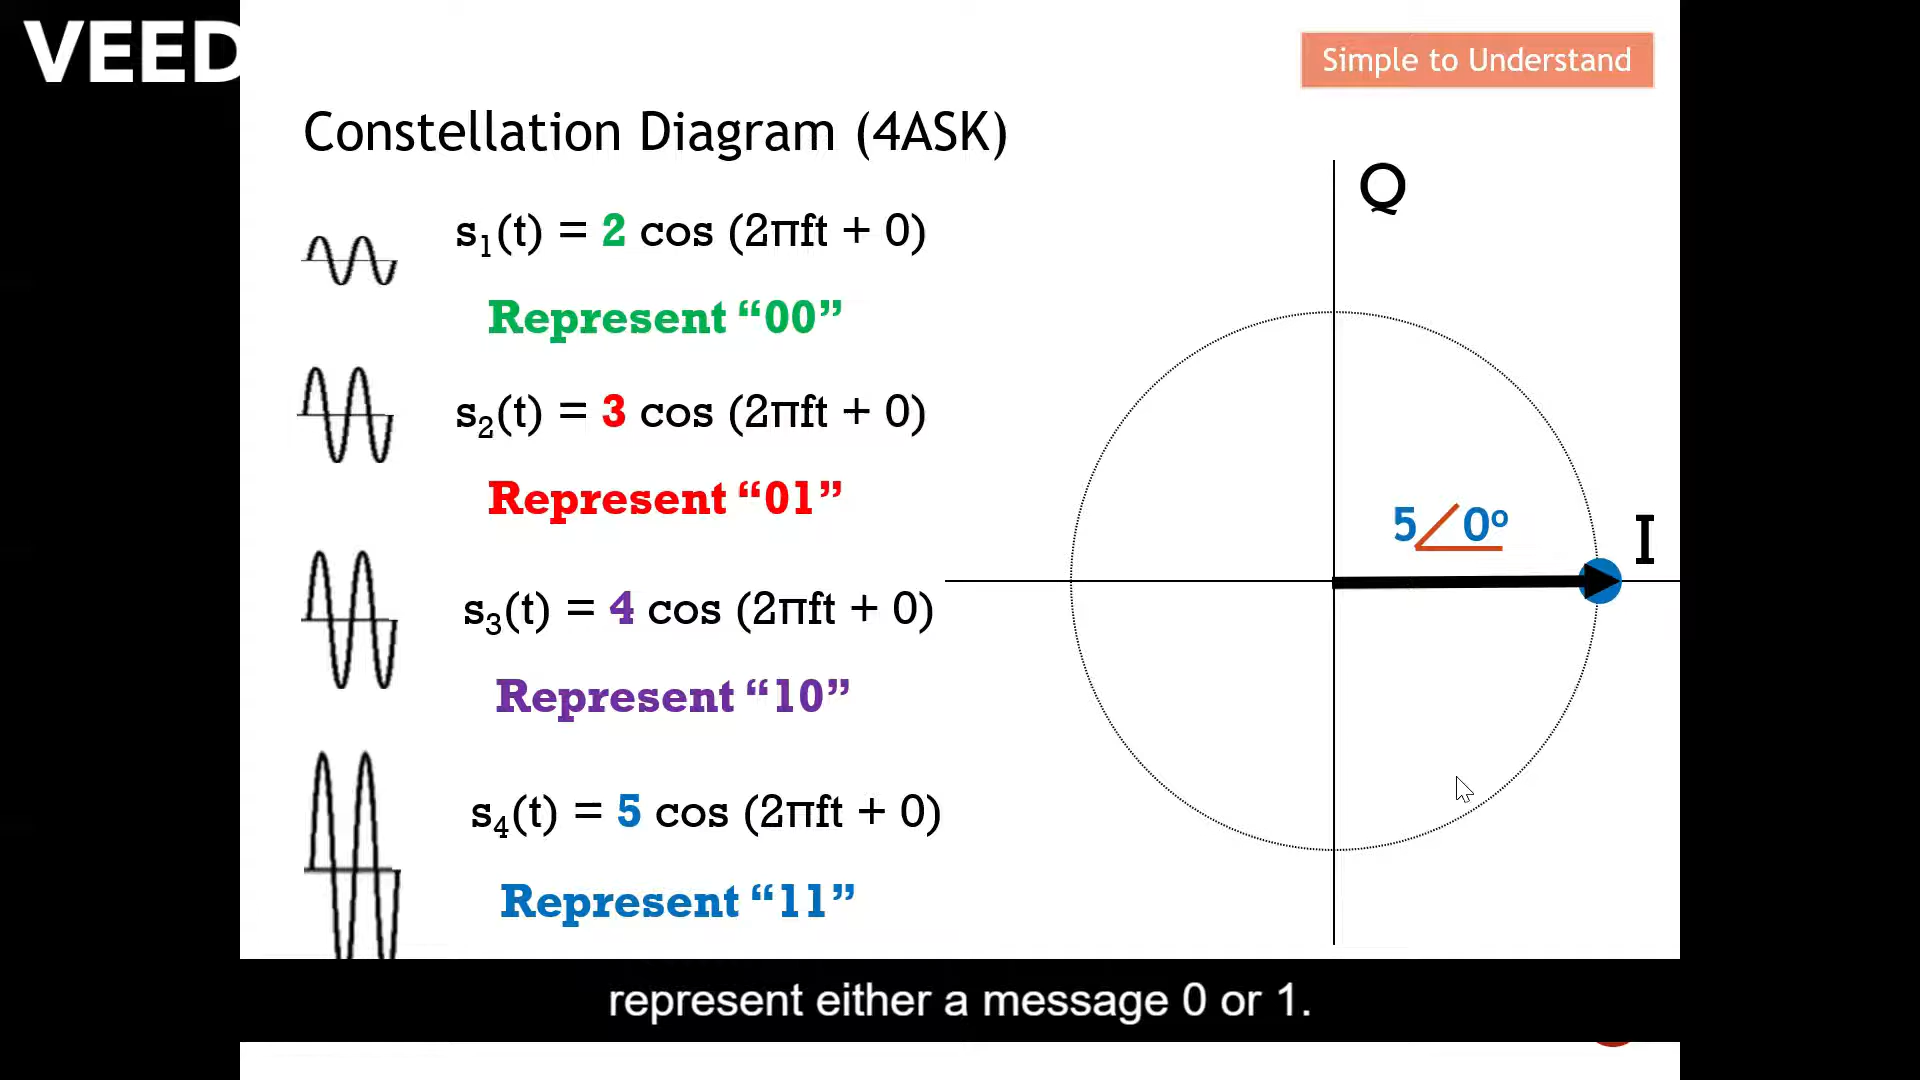 VEED
Simple to Understand
Constellation Diagram (4ASK)
s₁(t) = 2 cos (2πft + 0)
Represent “00”
s₂(t) = 3 cos (2πft + 0)
Represent “01”
s₃(t) = 4 cos (2πft + 0)
Represent “10”
s₄(t) = 5 cos (2πft + 0)
Represent “11”
Q
5∠0º
I
represent either a message 0 or 1.